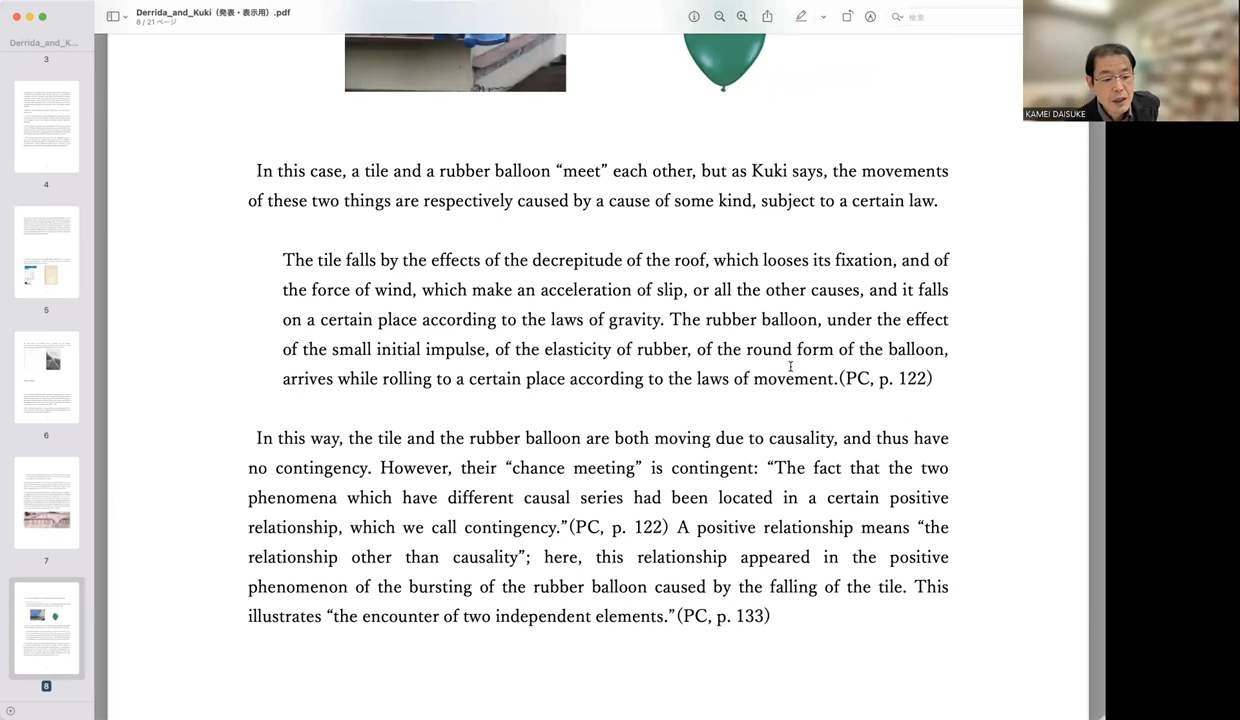 Derrida_and_Kuki（発表・表示用）.pdf
8 / 21 ページ
検索
Derrida_and_K...
3
4
5
6
7
8
KAMEI DAISUKE
In this case, a tile and a rubber balloon “meet” each other, but as Kuki says, the movements
of these two things are respectively caused by a cause of some kind, subject to a certain law.
The tile falls by the effects of the decrepitude of the roof, which looses its fixation, and of
the force of wind, which make an acceleration of slip, or all the other causes, and it falls
on a certain place according to the laws of gravity. The rubber balloon, under the effect
of the small initial impulse, of the elasticity of rubber, of the round form of the balloon,
arrives while rolling to a certain place according to the laws of movement.(PC, p. 122)
In this way, the tile and the rubber balloon are both moving due to causality, and thus have
no contingency. However, their “chance meeting” is contingent: “The fact that the two
phenomena which have different causal series had been located in a certain positive
relationship, which we call contingency.”(PC, p. 122) A positive relationship means “the
relationship other than causality”; here, this relationship appeared in the positive
phenomenon of the bursting of the rubber balloon caused by the falling of the tile. This
illustrates “the encounter of two independent elements.”(PC, p. 133)